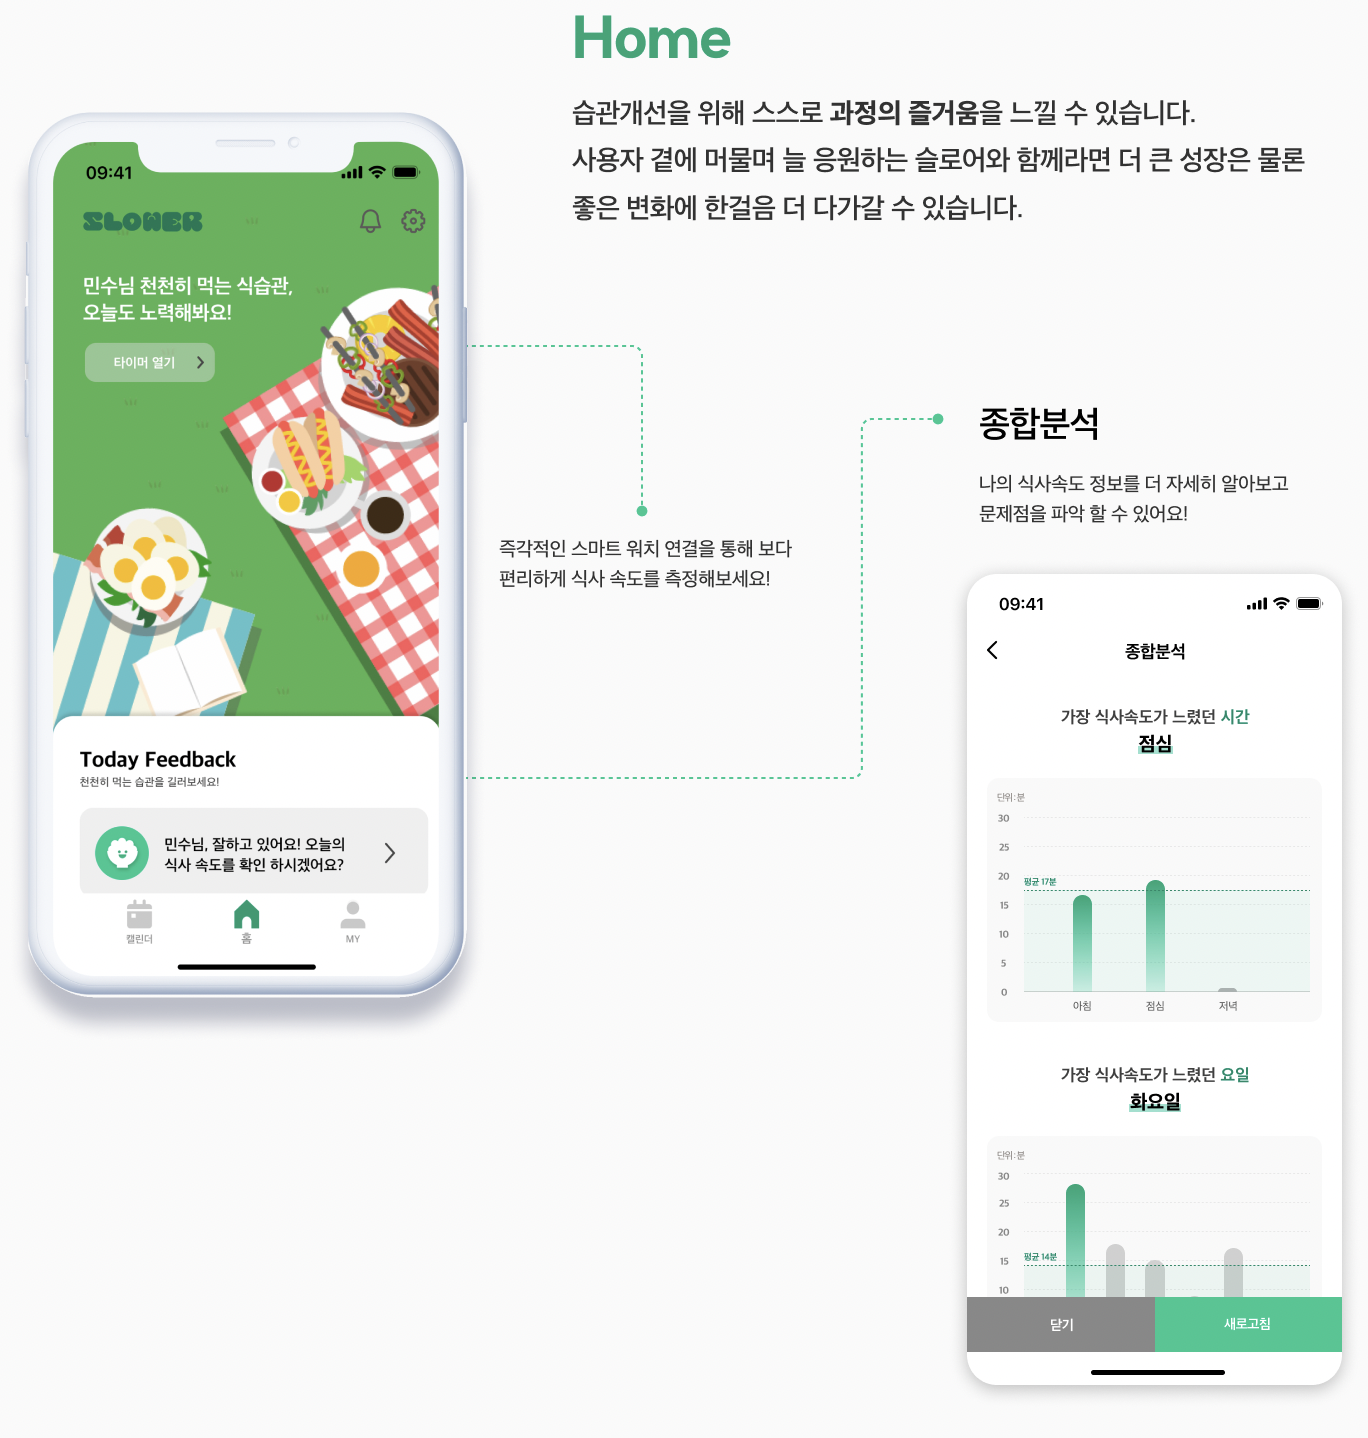 Home
습관개선을 위해 스스로 과정의 즐거움을 느낄 수 있습니다.
사용자 곁에 머물며 늘 응원하는 슬로어와 함께라면 더 큰 성장은 물론
좋은 변화에 한걸음 더 다가갈 수 있습니다.
09:41
SLOWER
민수님 천천히 먹는 식습관,
오늘도 노력해봐요!
타이머 열기
Today Feedback
천천히 먹는 습관을 길러보세요!
민수님, 잘하고 있어요! 오늘의
식사 속도를 확인 하시겠어요?
캘린더
홈
MY
즉각적인 스마트 워치 연결을 통해 보다
편리하게 식사 속도를 측정해보세요!
종합분석
나의 식사속도 정보를 더 자세히 알아보고
문제점을 파악 할 수 있어요!
09:41
종합분석
가장 식사속도가 느렸던 시간
점심
단위:분
30
25
20
평균 17분
15
10
5
0
아침
점심
저녁
가장 식사속도가 느렸던 요일
화요일
단위:분
30
25
20
평균 14분
15
10
닫기
새로고침